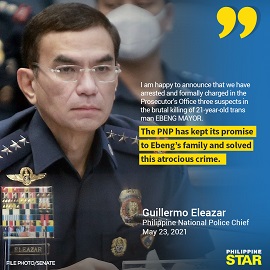 I am happy to announce that we have
arrested and formally charged in the
Prosecutor's Office three suspects in
the brutal killing of 21-year-old trans
man EBENG MAYOR.
The PNP has kept its promise
to Ebeng's family and solved
this atrocious crime.
Guillermo Eleazar
Philippine National Police Chief
May 23, 2021
ELEAZAR
FILE PHOTO/SENATE
PHILIPPINE
STAR